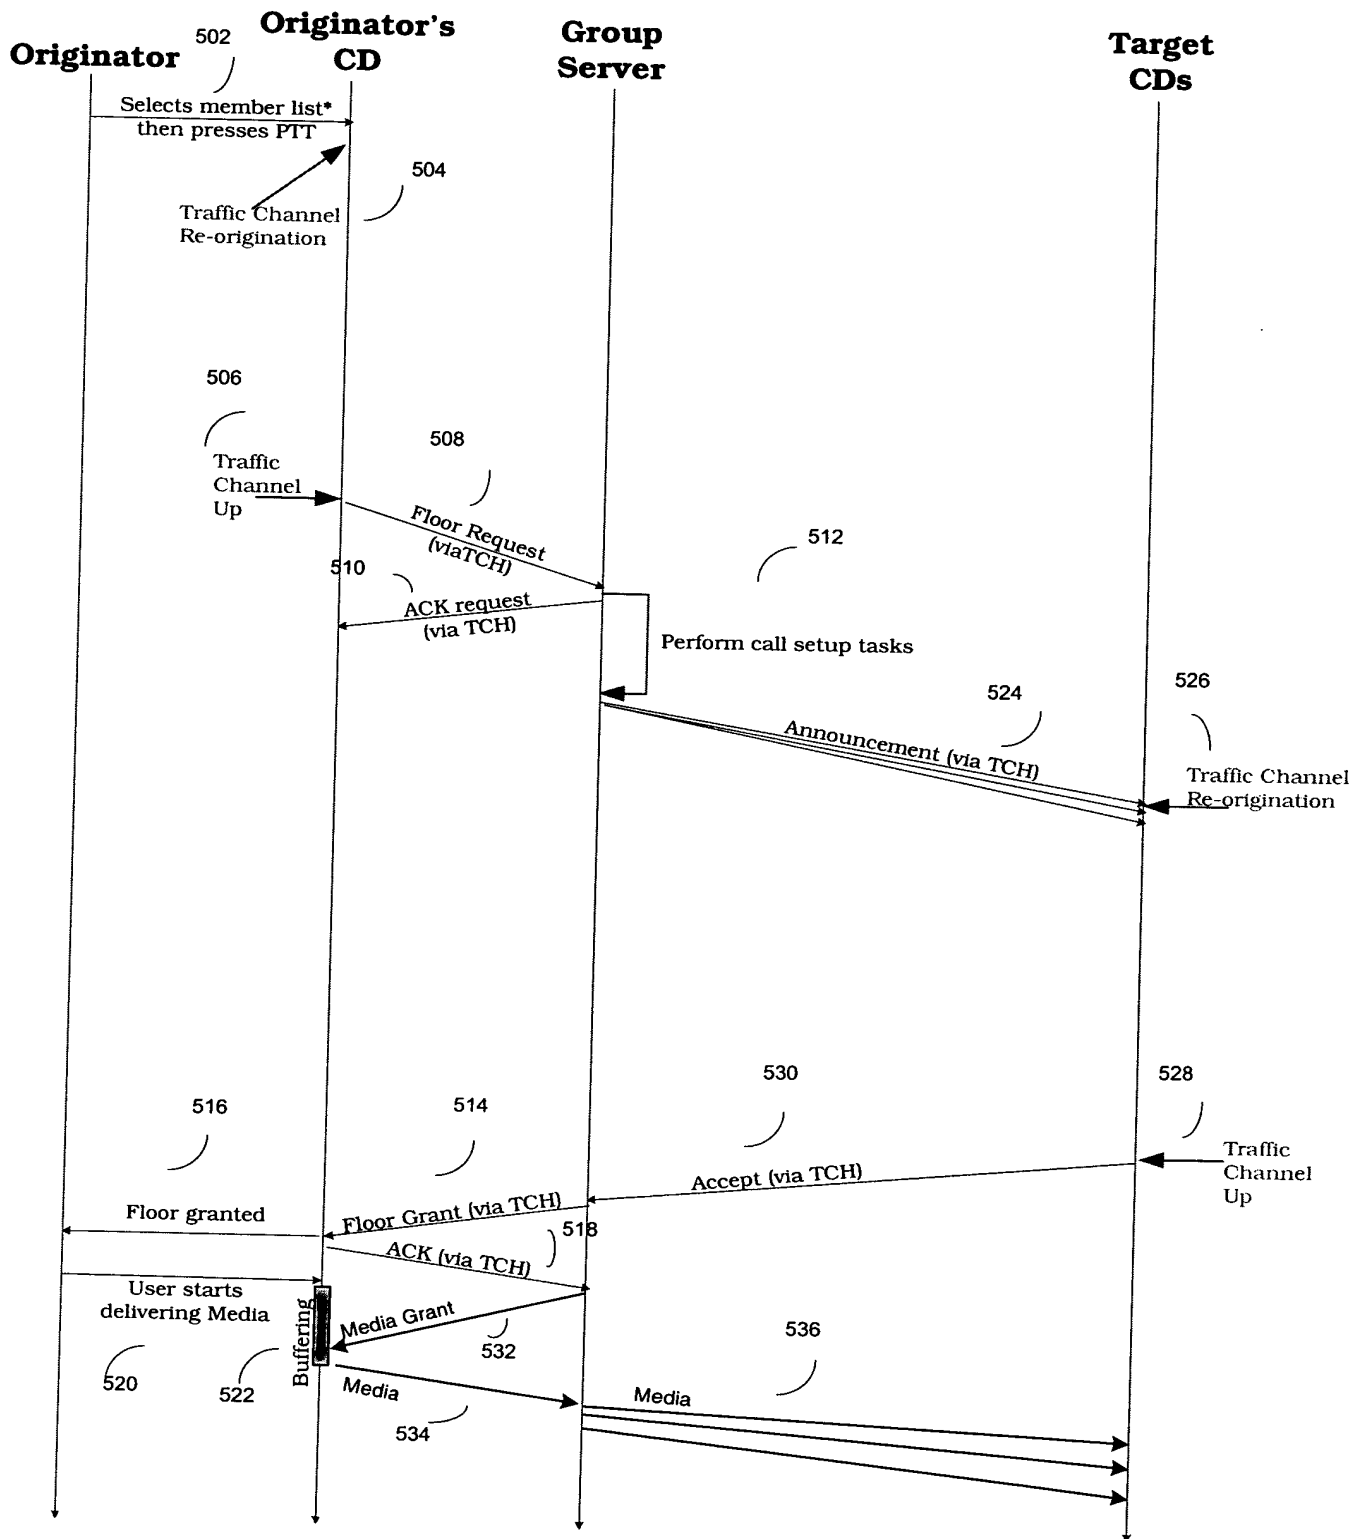 Originator
502
Originator's
CD
Group
Server
Target
CDs
Selects member list*
then presses PTT
504
Traffic Channel
Re-origination
506
508
Traffic
Channel
Up
Floor Request
(viaTCH)
510
512
ACK request
(via TCH)
Perform call setup tasks
524
526
Announcement (via TCH)
Traffic Channel
Re-origination
530
528
516
514
Traffic
Channel
Up
Accept (via TCH)
Floor granted
Floor Grant (via TCH)
518
ACK (via TCH)
User starts
delivering Media
Buffering
Media Grant
532
536
520
522
Media
Media
534